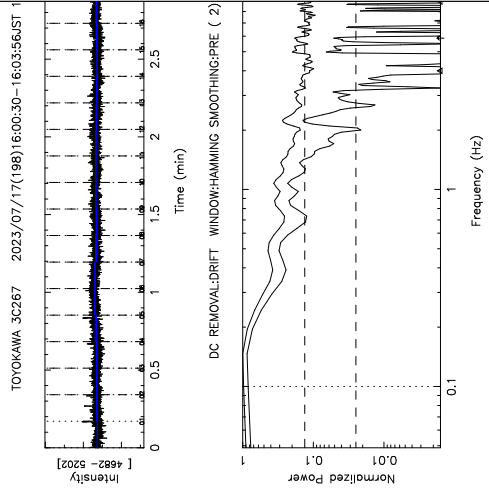 TOYOKAWA 3C267 2023/07/17(198)16:00:30-16:03:56JST 1
Intensity
[ 4682- 5202]
0 0.5 1 1.5 2 2.5
Time (min)
DC REMOVAL:DRIFT WINDOW:HAMMING SMOOTHING:PRE ( 2)
Normalized Power
1 0.1 0.01
0.1 1
Frequency (Hz)